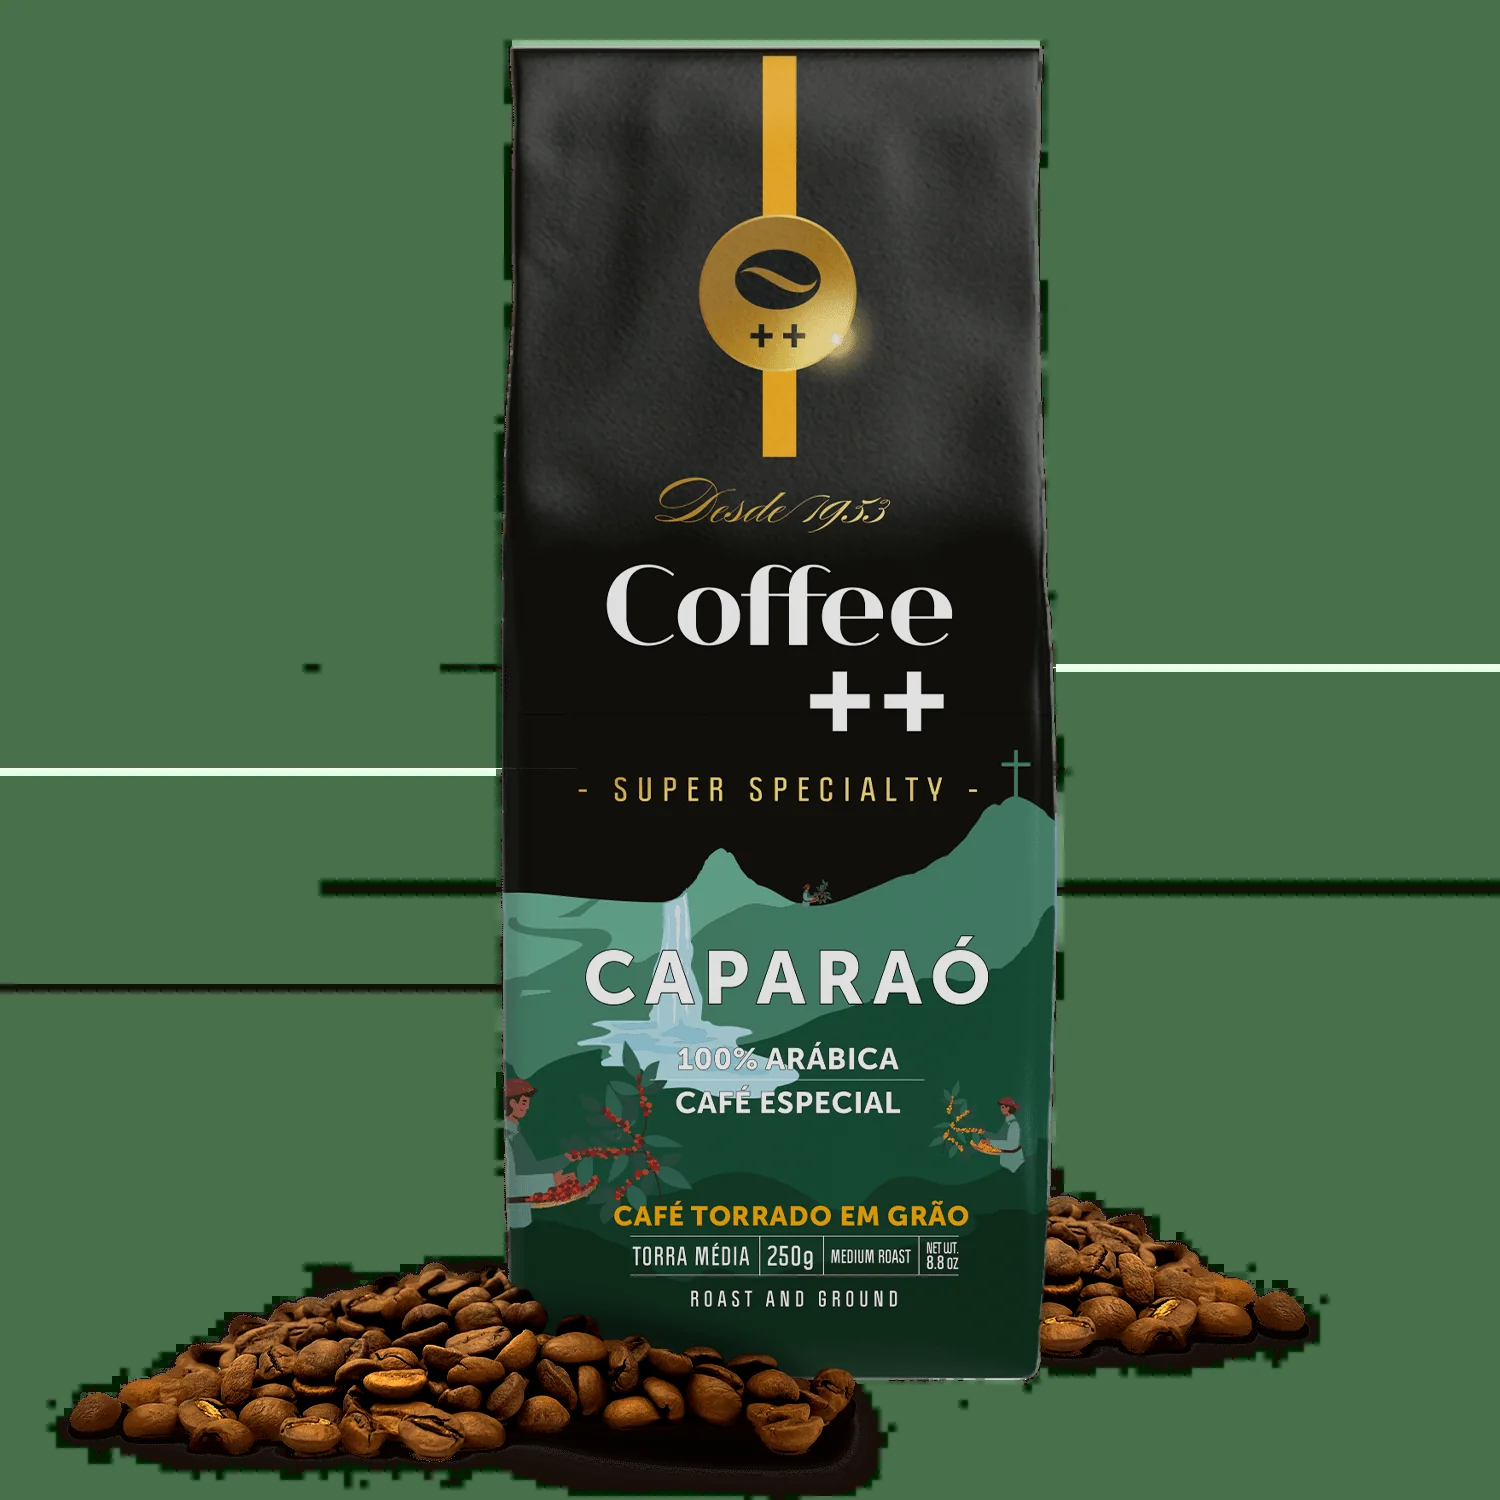 ++
Desde 1953
Coffee
++
- SUPER SPECIALTY -
CAPARAÓ
100% ARÁBICA
CAFÉ ESPECIAL
CAFÉ TORRADO EM GRÃO
TORRA MÉDIA 250g MEDIUM ROAST NET WT. 8.8 OZ
ROAST AND GROUND